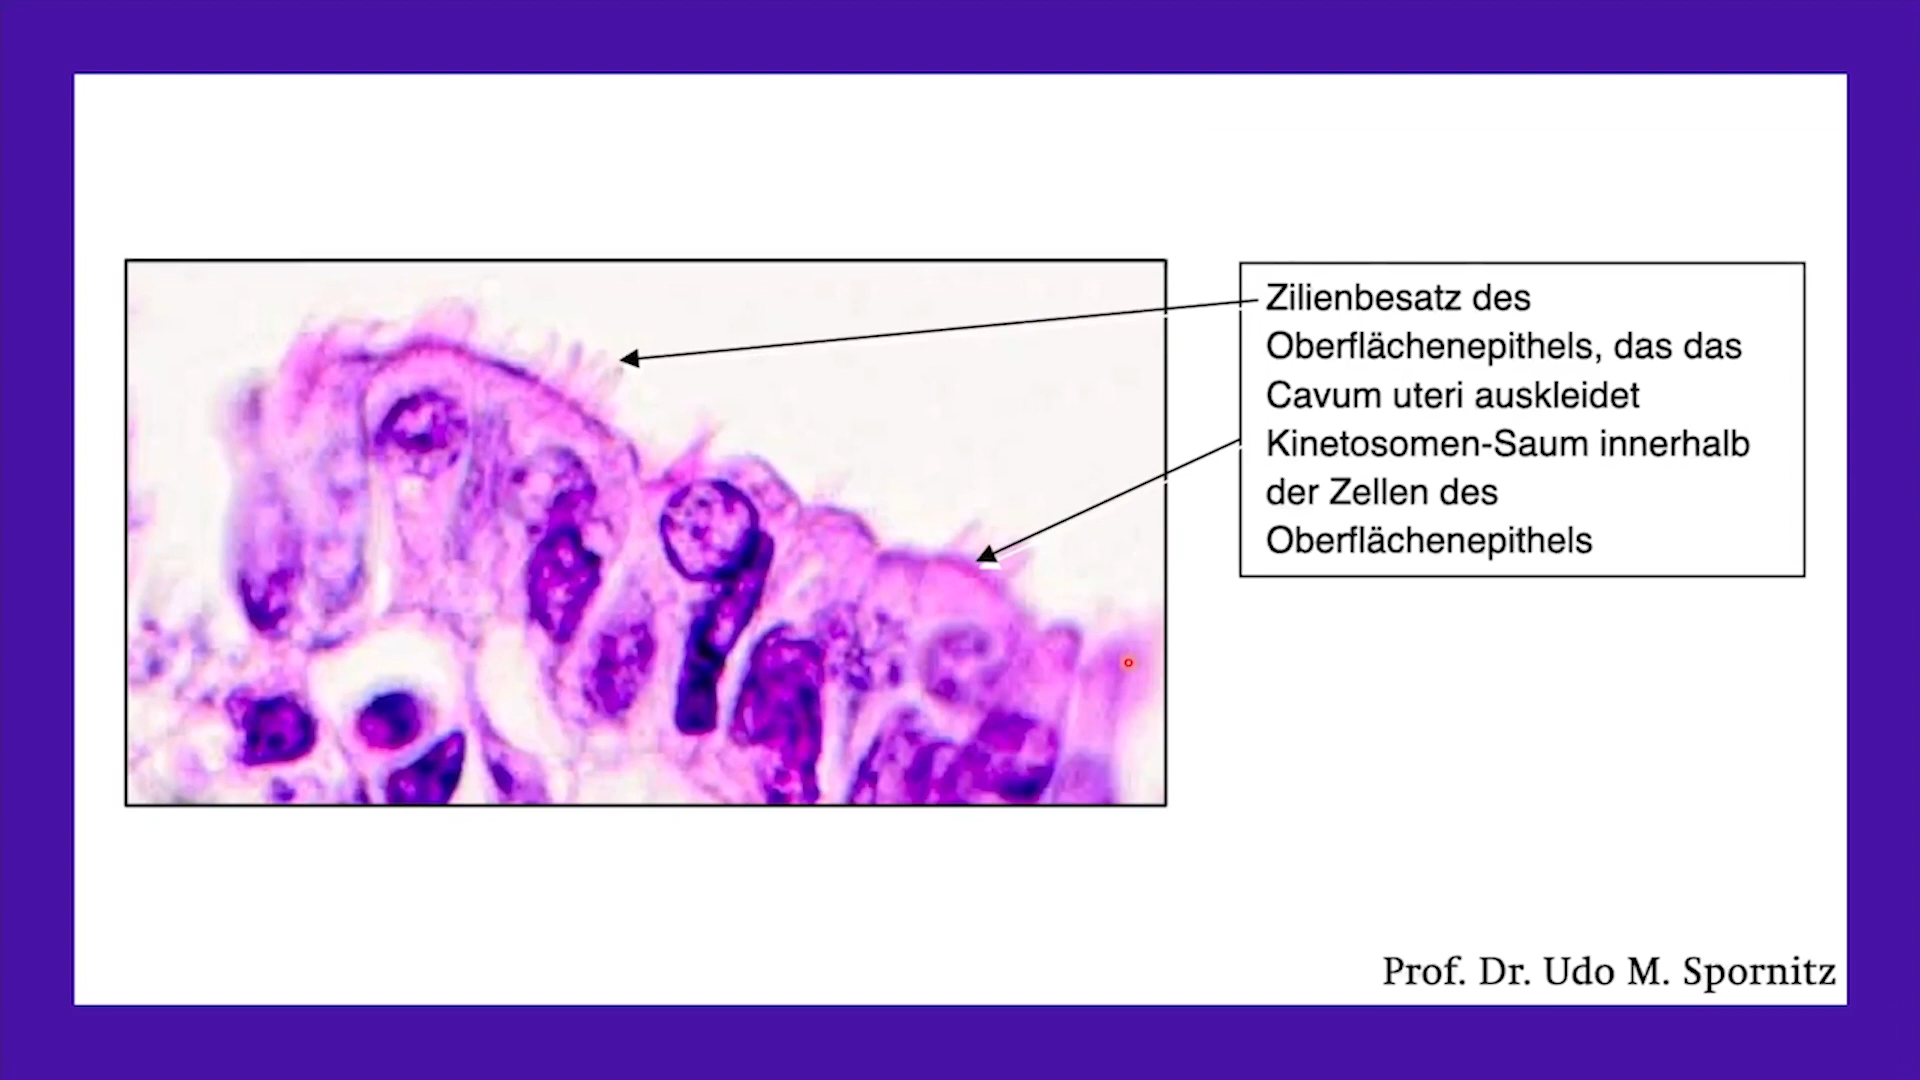 Zilienbesatz des
Oberflächenepithels, das das
Cavum uteri auskleidet
Kinetosomen-Saum innerhalb
der Zellen des
Oberflächenepithels
Prof. Dr. Udo M. Spornitz